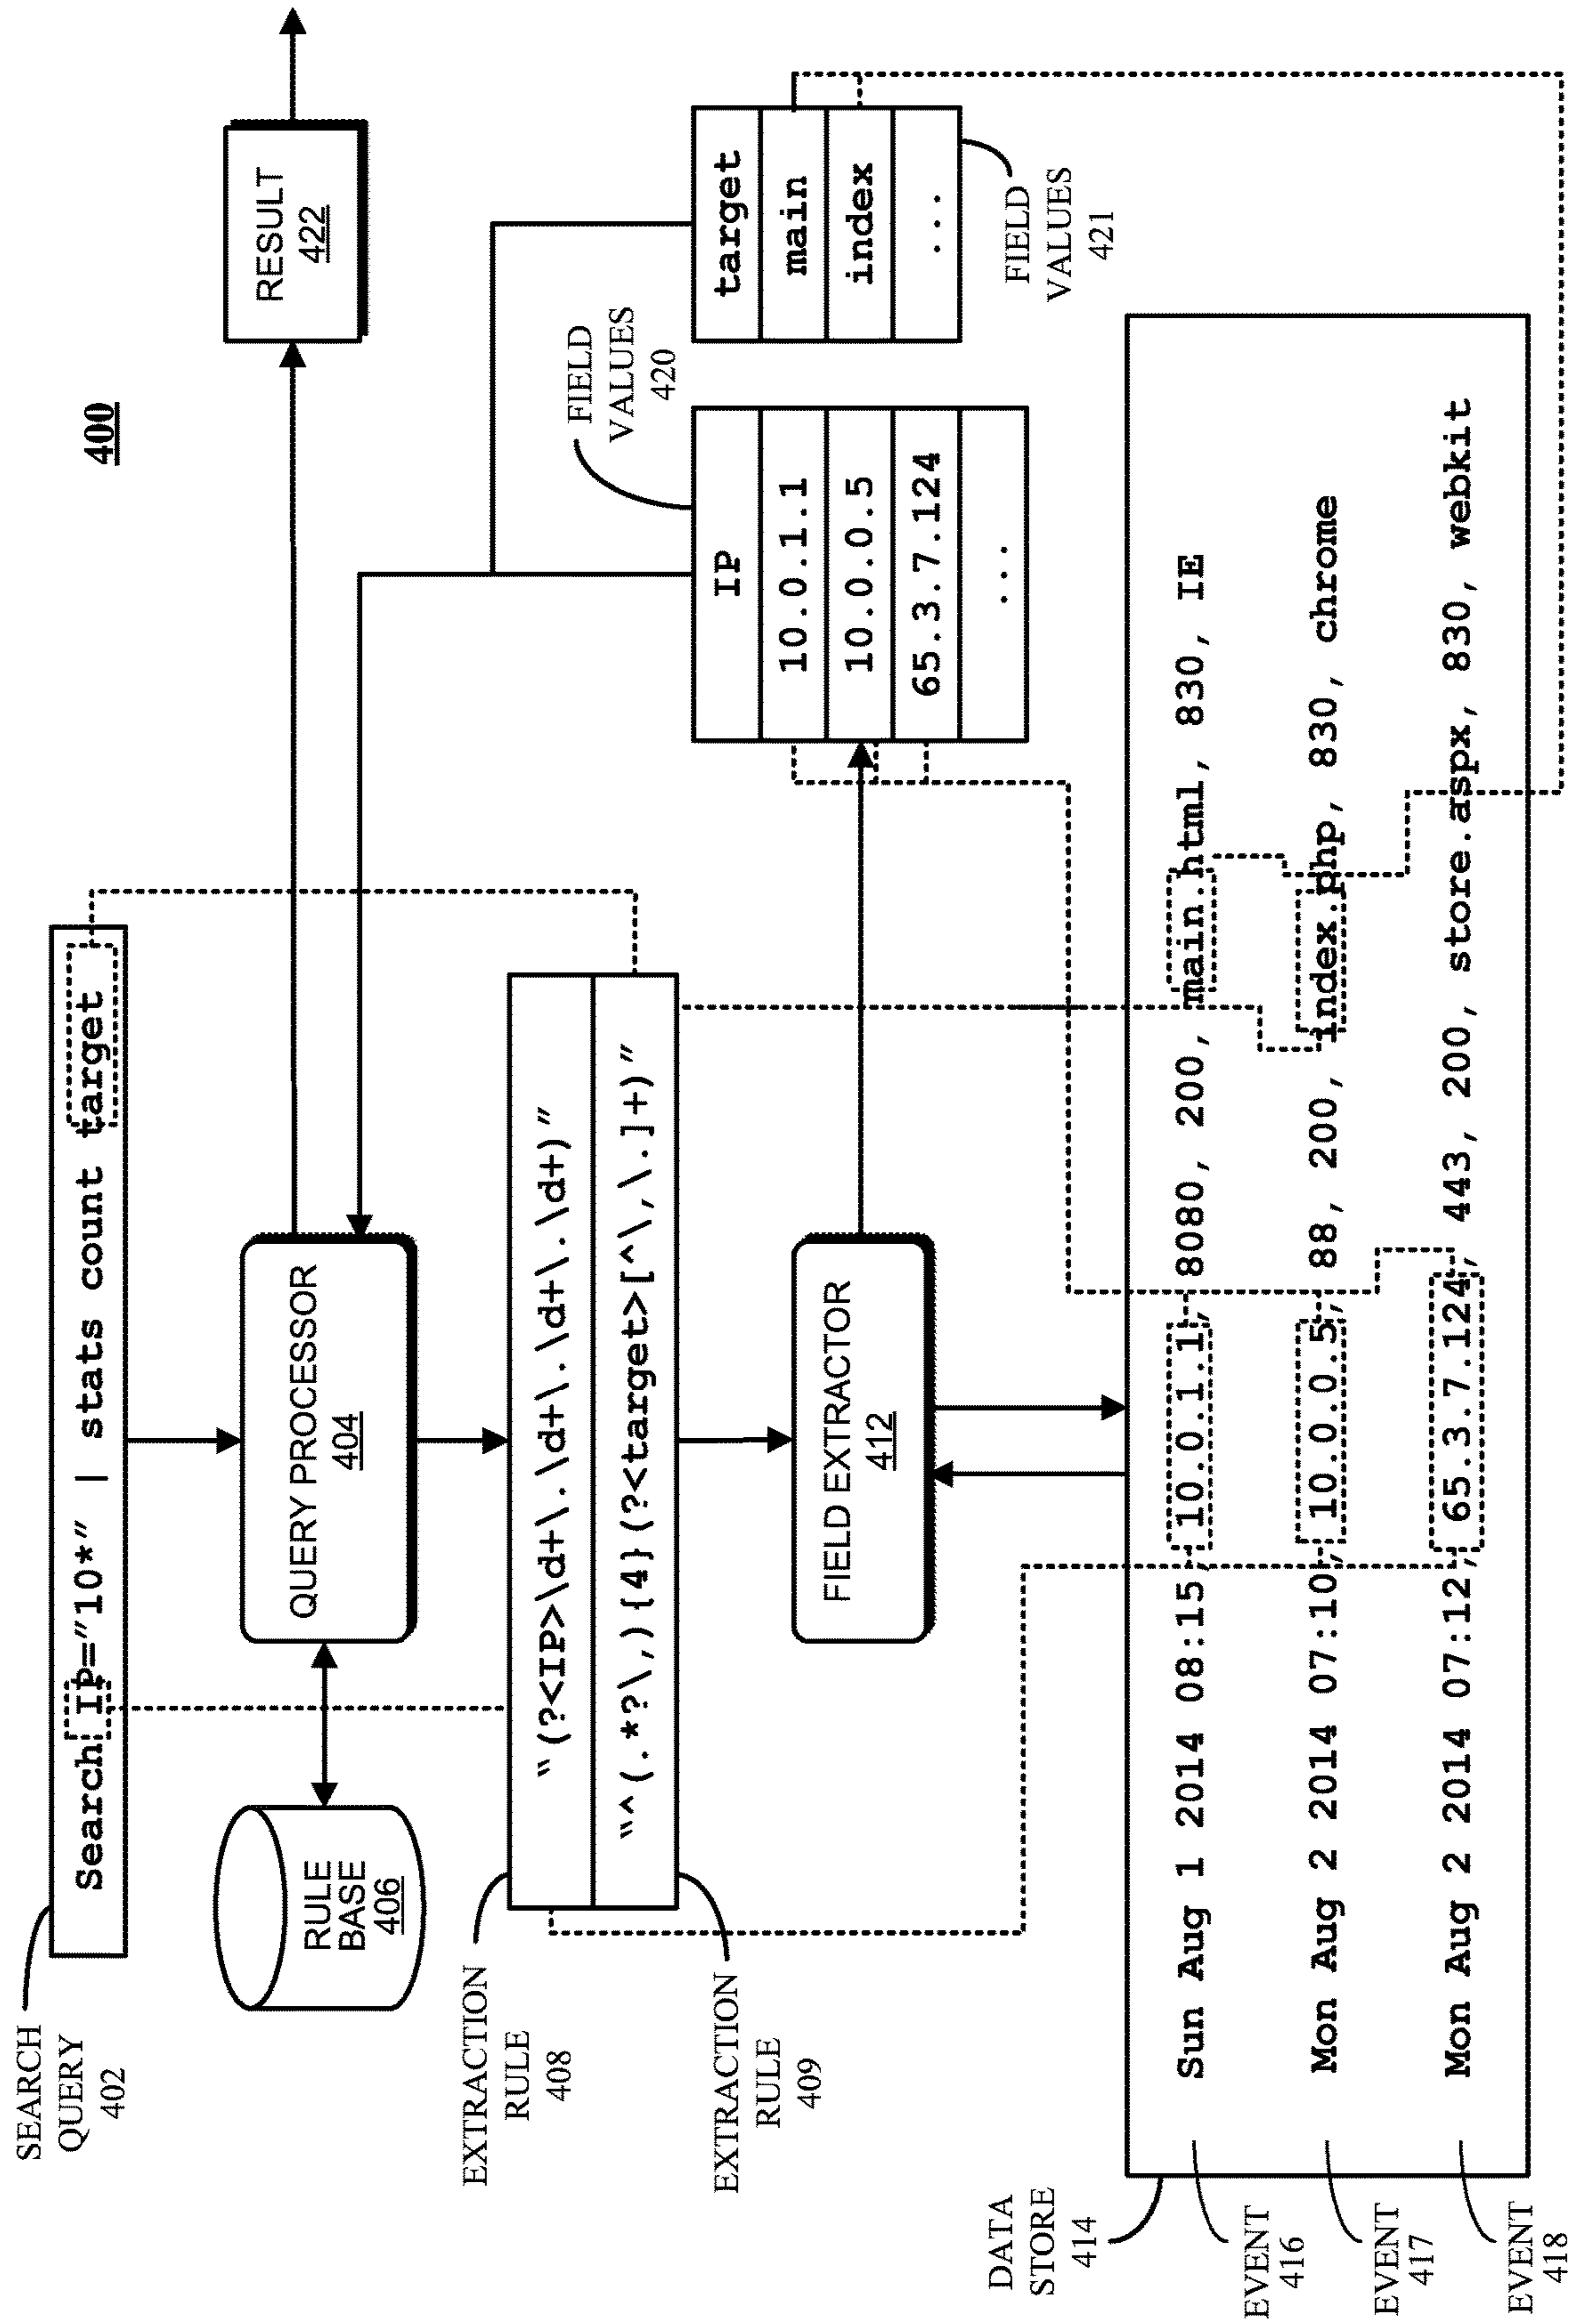 400
SEARCH
QUERY
402
Search IP="10*" | stats count target
RULE
BASE
406
QUERY PROCESSOR
404
RESULT
422
EXTRACTION
RULE
408
"(?<IP>\d+\.\d+\.\d+\.\d+)"
"^(.*?\,){4}(?<target>[^\,\.]+)"
EXTRACTION
RULE
409
FIELD EXTRACTOR
412
FIELD
VALUES
420
IP
10.0.1.1
10.0.0.5
65.3.7.124
...
target
main
index
...
FIELD
VALUES
421
DATA
STORE
414
EVENT
416
Sun Aug 1 2014 08:15, 10.0.1.1, 8080, 200, main.html, 830, IE
EVENT
417
Mon Aug 2 2014 07:10, 10.0.0.5, 88, 200, index.php, 830, chrome
EVENT
418
Mon Aug 2 2014 07:12, 65.3.7.124, 443, 200, store.aspx, 830, webkit